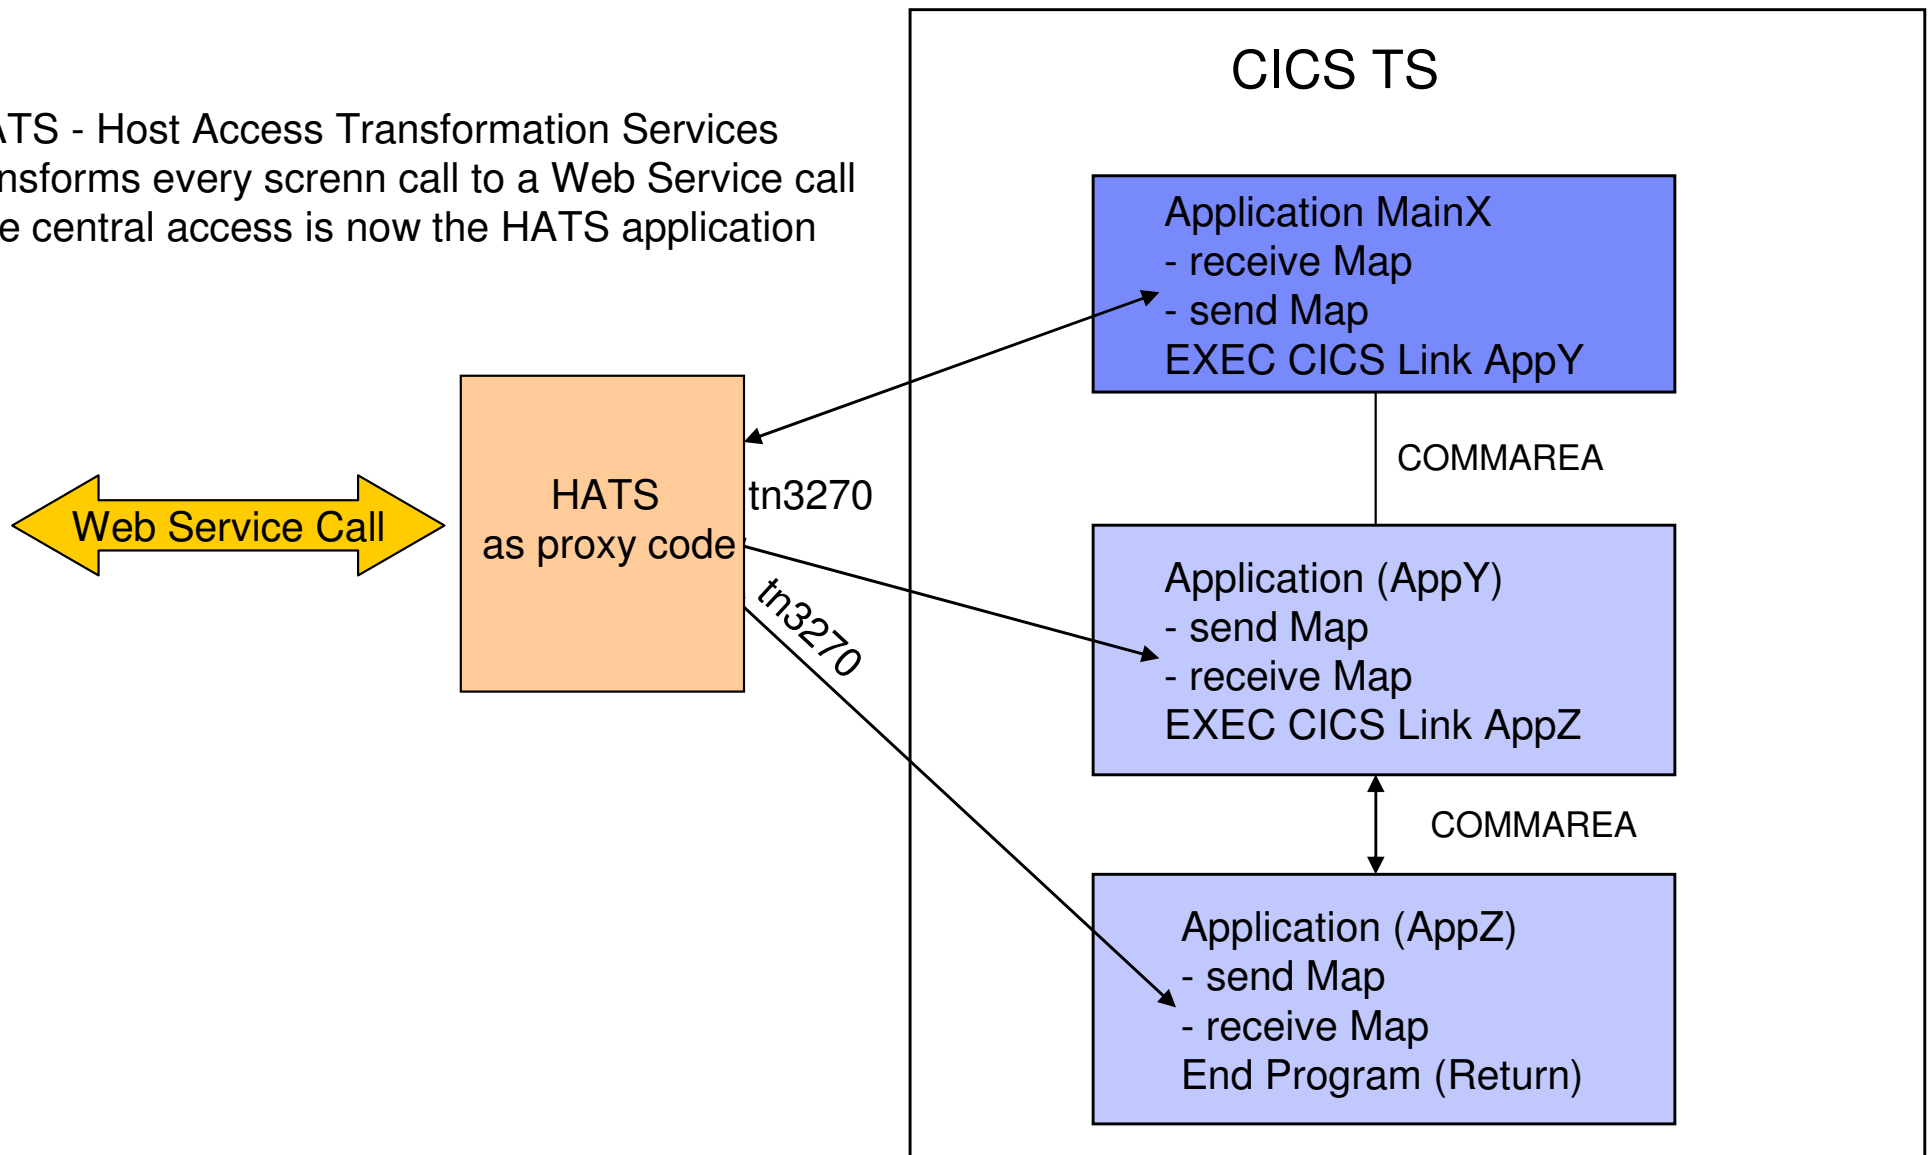 CICS TS
ATS - Host Access Transformation Services
nsforms every screnn call to a Web Service call
e central access is now the HATS application
Application MainX
- receive Map
- send Map
EXEC CICS Link AppY
COMMAREA
HATS
as proxy code
tn3270
Web Service Call
tn3270
Application (AppY)
- send Map
- receive Map
EXEC CICS Link AppZ
COMMAREA
Application (AppZ)
- send Map
- receive Map
End Program (Return)